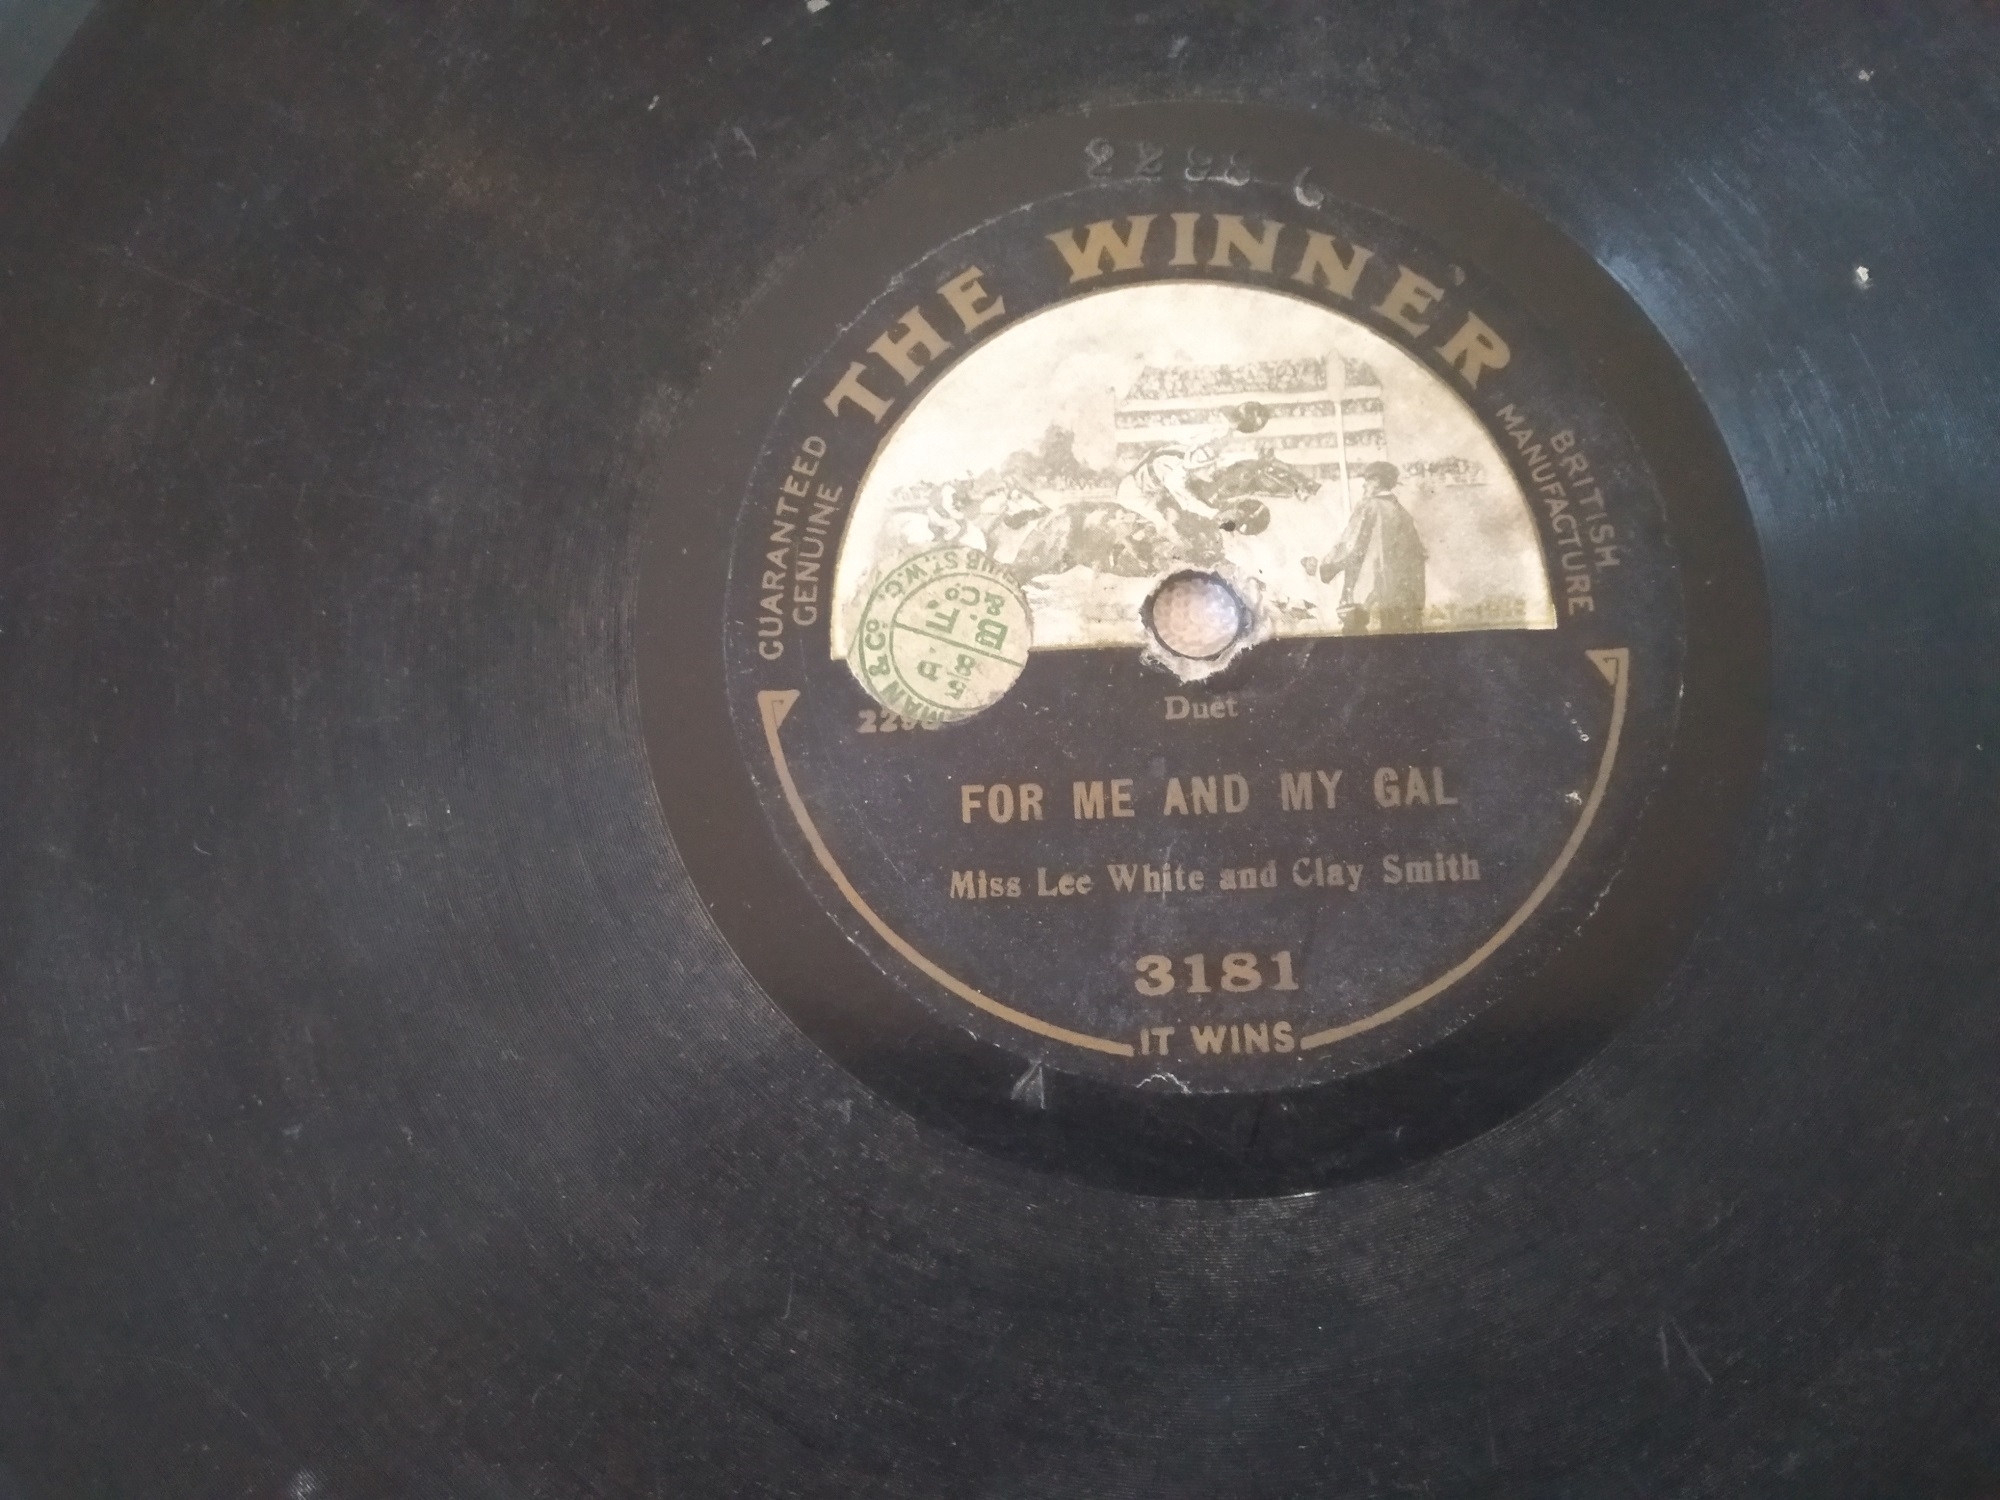 THE WINNER
GUARANTEED
GENUINE
BRITISH
MANUFACTURE
Duet
FOR ME AND MY GAL
Miss Lee White and Clay Smith
3181
IT WINS